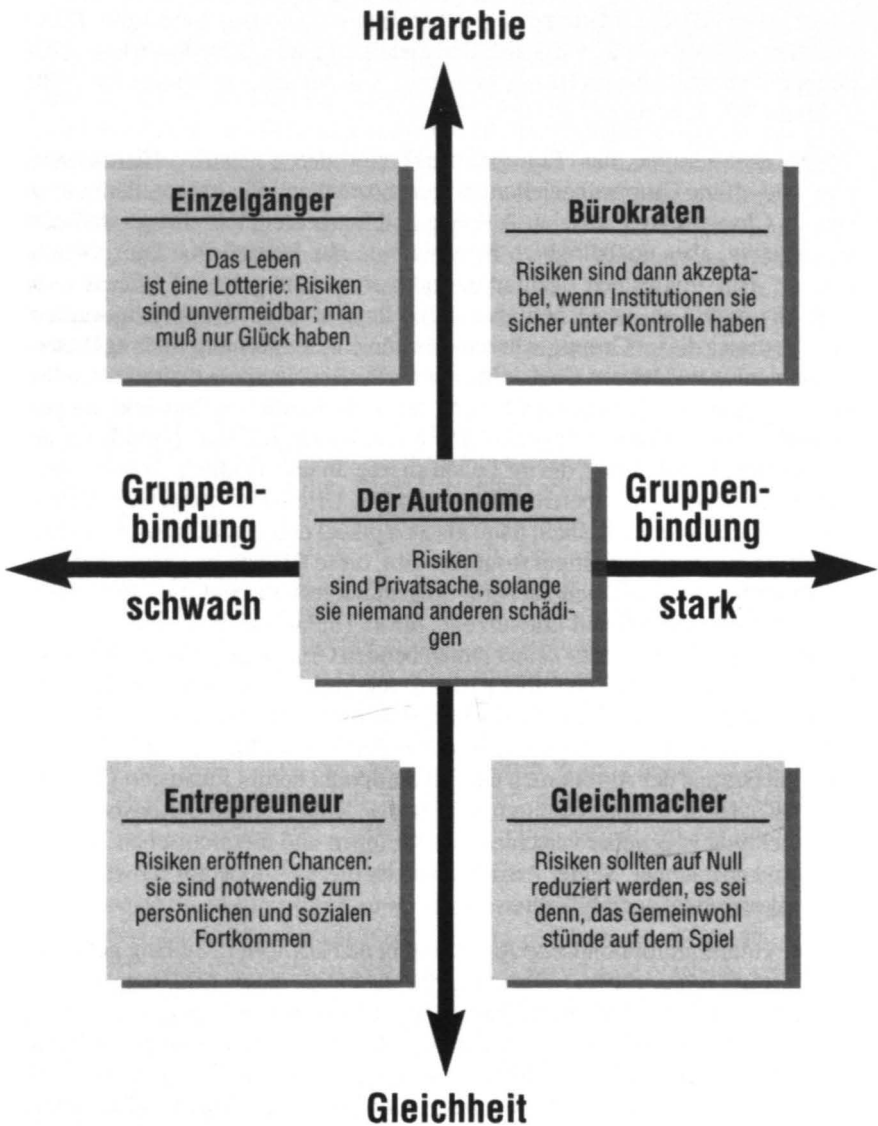 Hierarchie
Einzelgänger
Das Leben
ist eine Lotterie: Risiken
sind unvermeidbar; man
muß nur Glück haben
Bürokraten
Risiken sind dann akzepta-
bel, wenn Institutionen sie
sicher unter Kontrolle haben
Gruppen-
bindung
schwach
Der Autonome
Risiken
sind Privatsache, solange
sie niemand anderen schädi-
gen
Gruppen-
bindung
stark
Entrepreuneur
Risiken eröffnen Chancen:
sie sind notwendig zum
persönlichen und sozialen
Fortkommen
Gleichmacher
Risiken sollten auf Null
reduziert werden, es sei
denn, das Gemeinwohl
stünde auf dem Spiel
Gleichheit